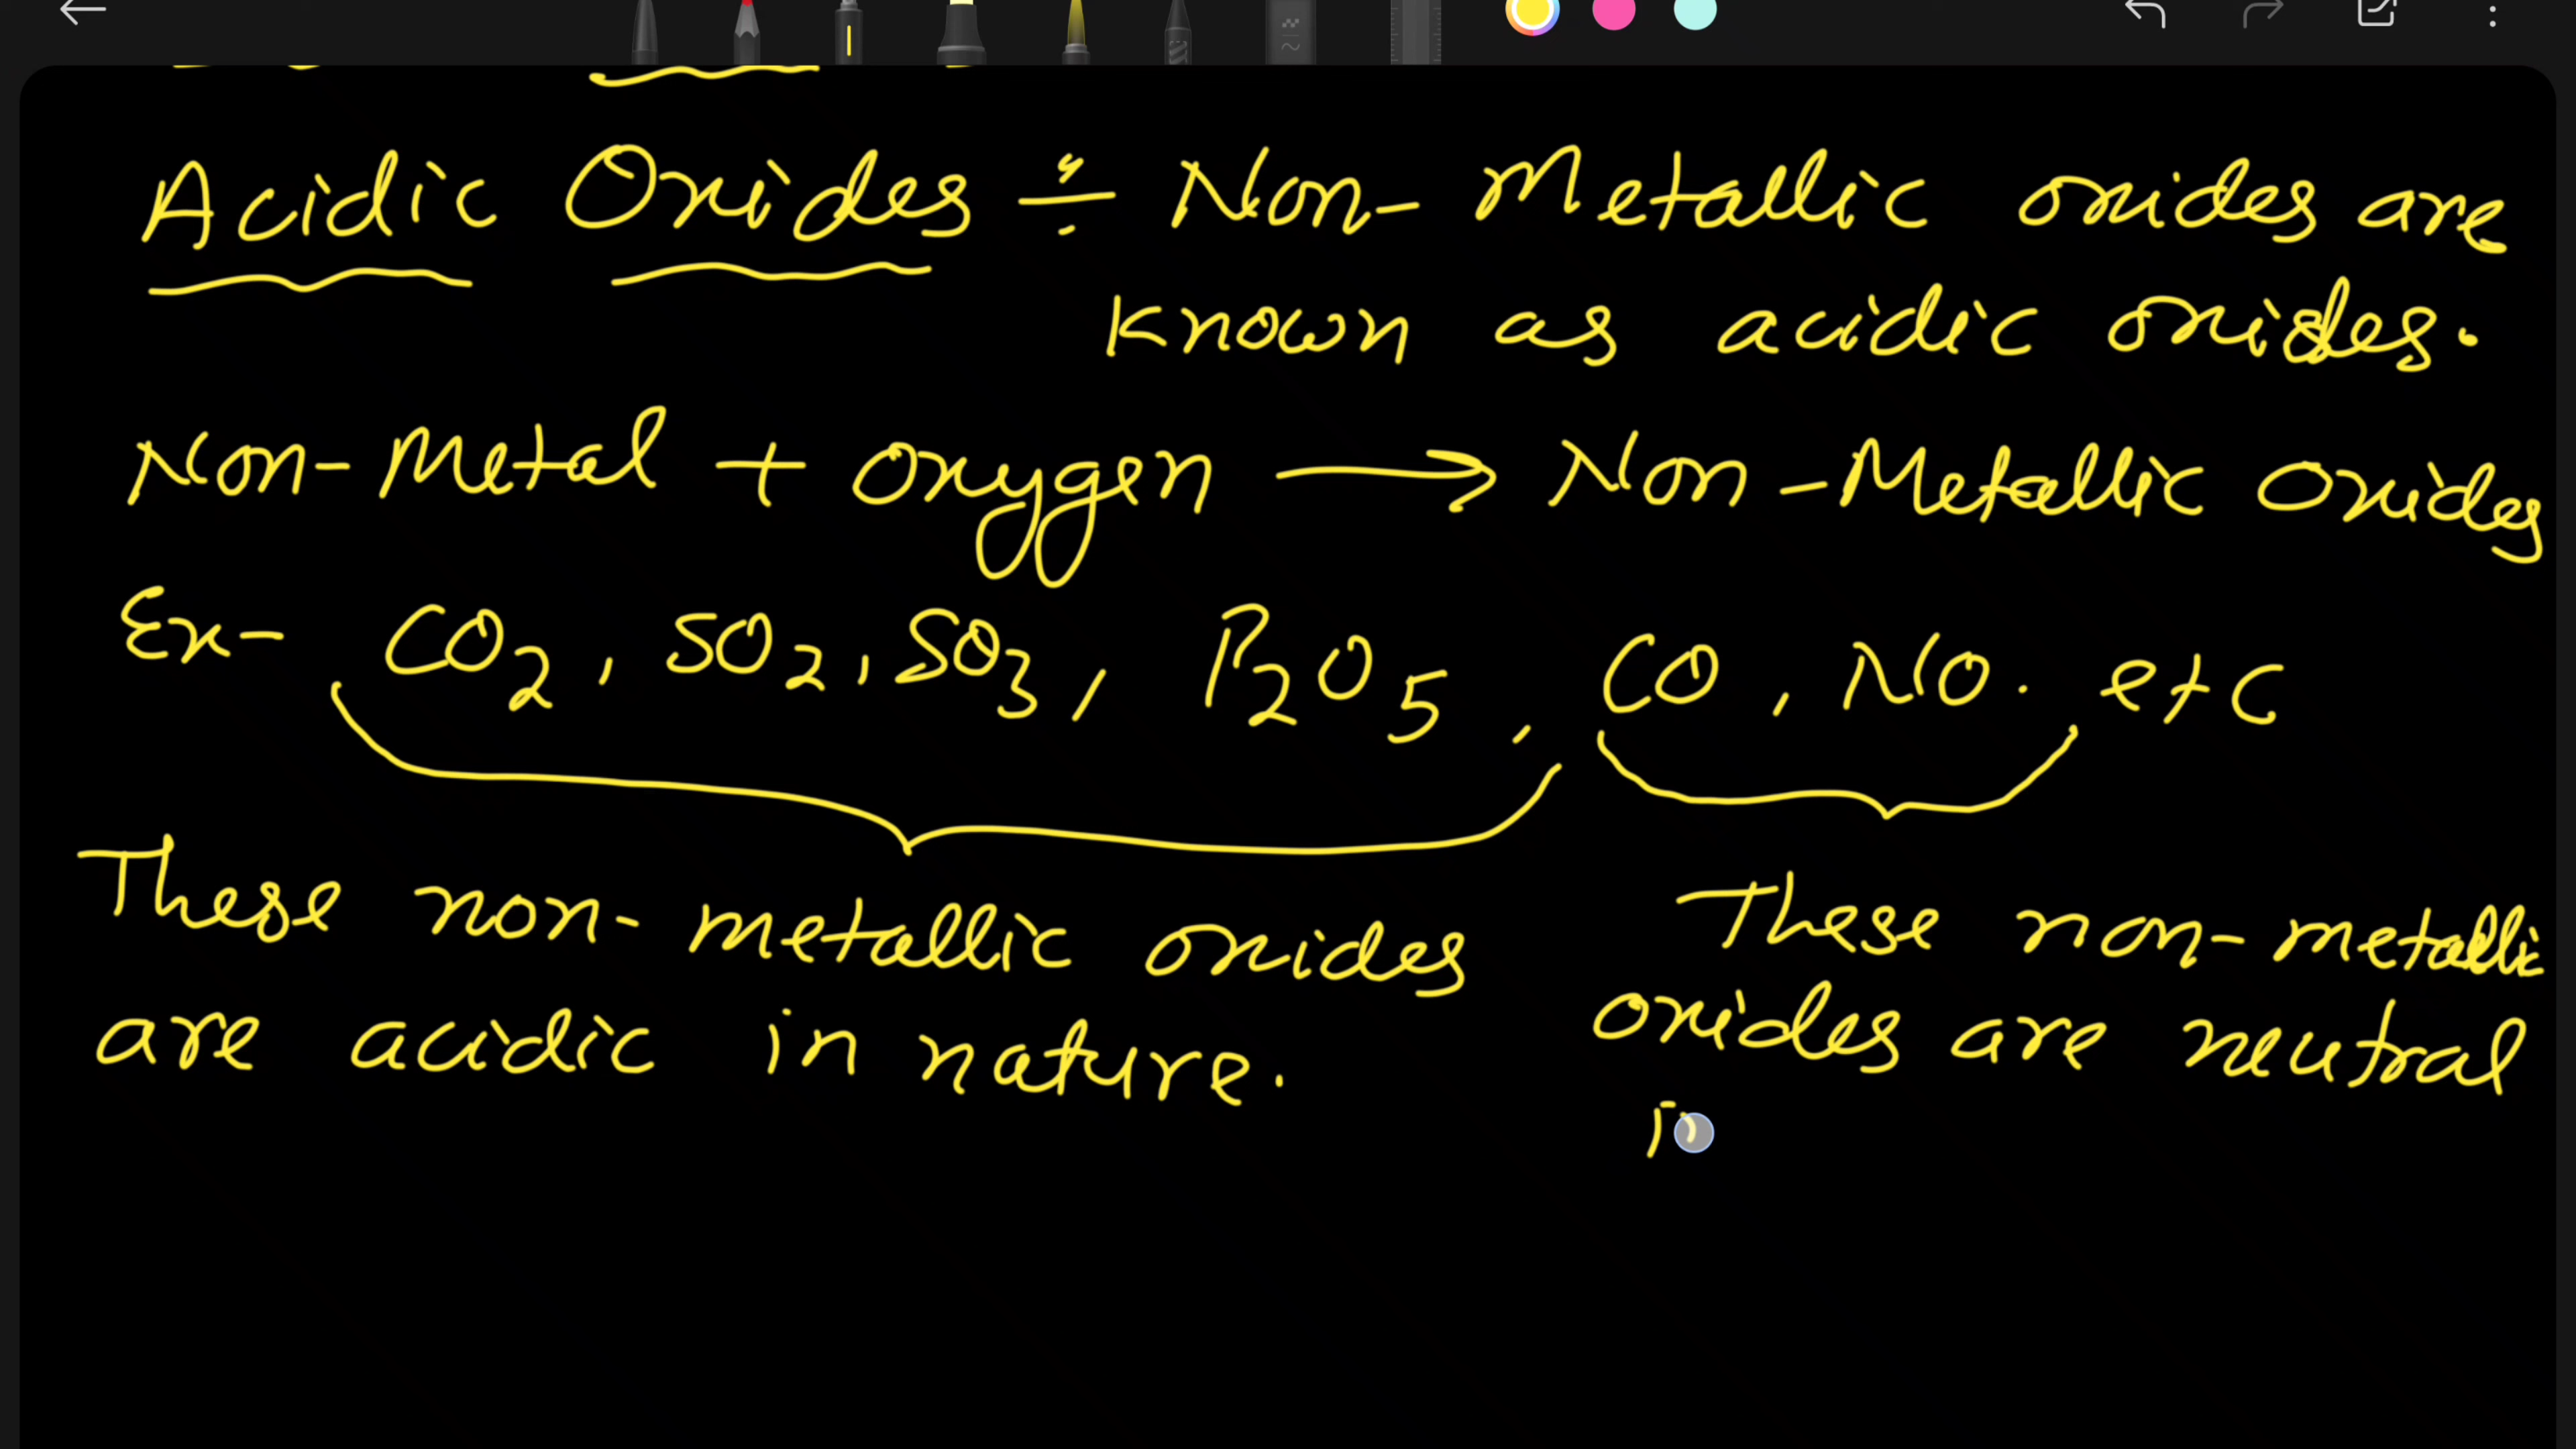 Acidic Oxides ÷ Non-Metallic oxides are
known as acidic oxides.
Non-Metal + Oxygen → Non-Metallic Oxides
Ex- CO₂, SO₂, SO₃, P₂O₅, CO, NO. etc
These non-metallic oxides
are acidic in nature.
These non-metallic
oxides are neutral
in